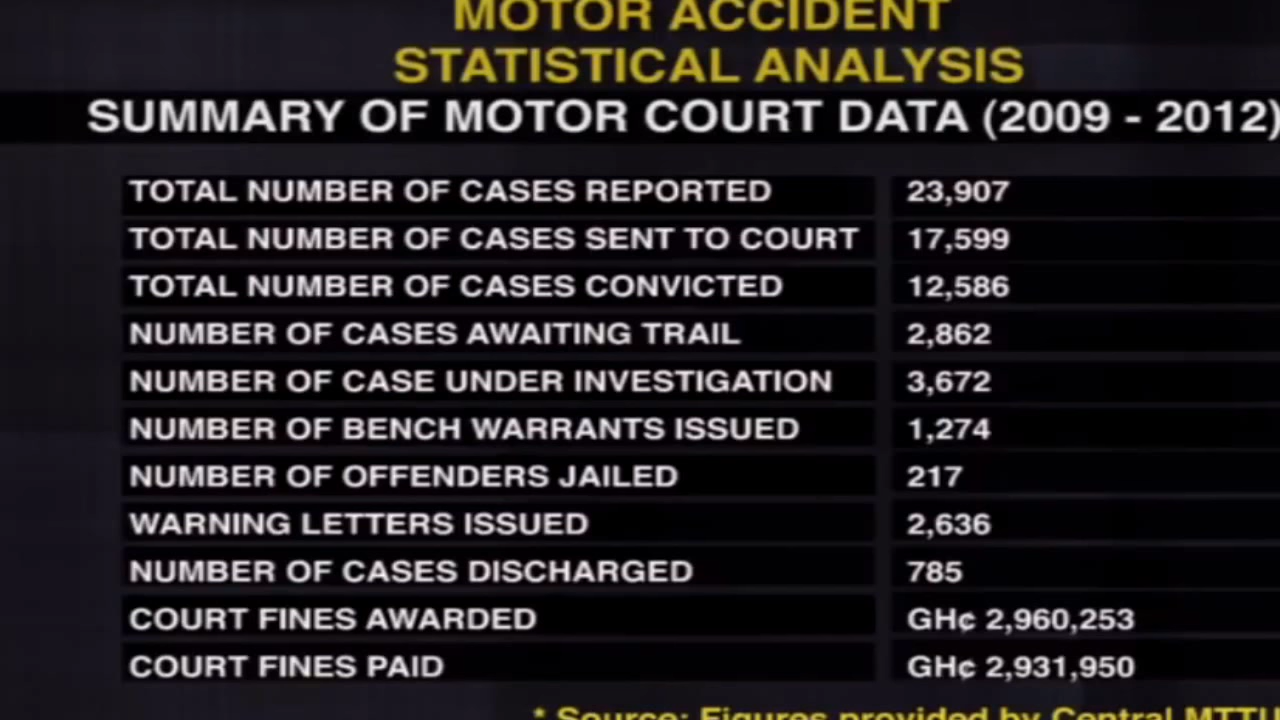 MOTOR ACCIDENT
STATISTICAL ANALYSIS
SUMMARY OF MOTOR COURT DATA (2009 - 2012)
TOTAL NUMBER OF CASES REPORTED 23,907
TOTAL NUMBER OF CASES SENT TO COURT 17,599
TOTAL NUMBER OF CASES CONVICTED 12,586
NUMBER OF CASES AWAITING TRAIL 2,862
NUMBER OF CASE UNDER INVESTIGATION 3,672
NUMBER OF BENCH WARRANTS ISSUED 1,274
NUMBER OF OFFENDERS JAILED 217
WARNING LETTERS ISSUED 2,636
NUMBER OF CASES DISCHARGED 785
COURT FINES AWARDED GH¢ 2,960,253
COURT FINES PAID GH¢ 2,931,950
* Source: Figures provided by Central MTTU